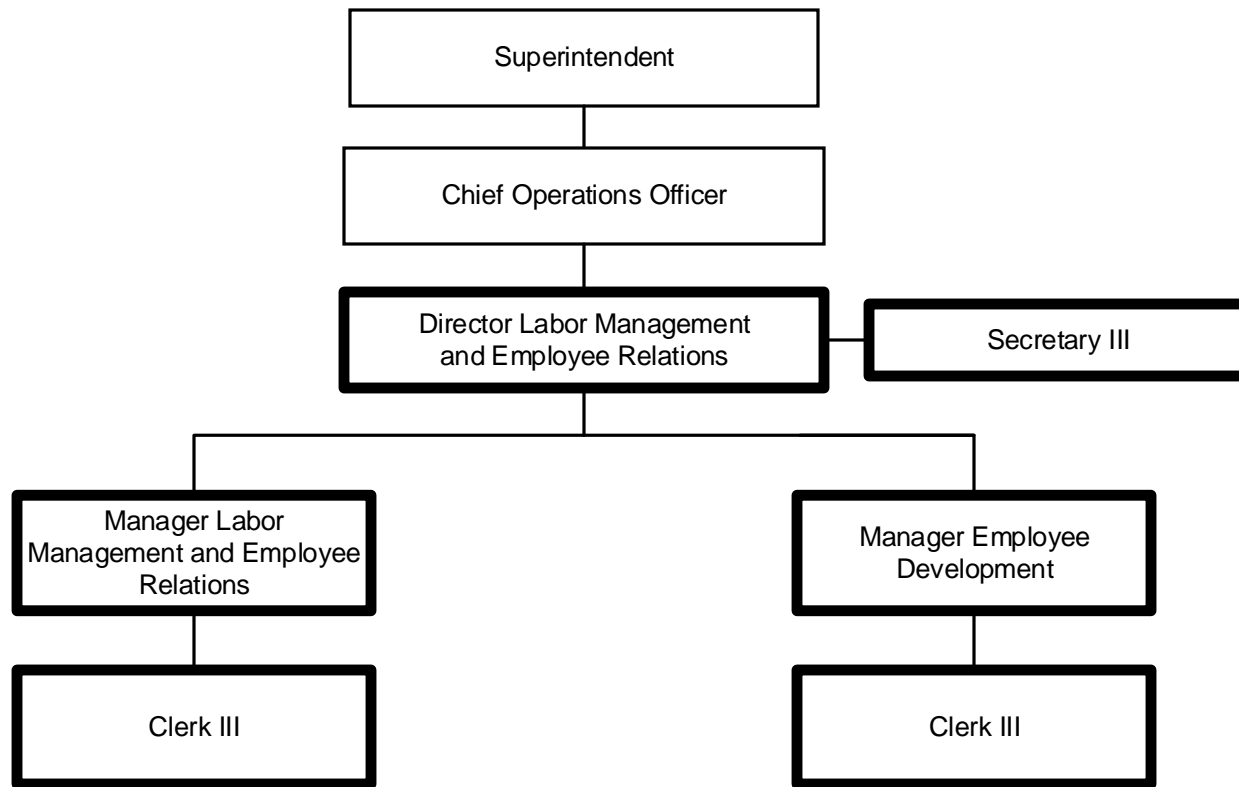 Superintendent
Chief Operations Officer
Director Labor Management
and Employee Relations
Secretary III
Manager Labor
Management and Employee
Relations
Manager Employee
Development
Clerk III
Clerk III